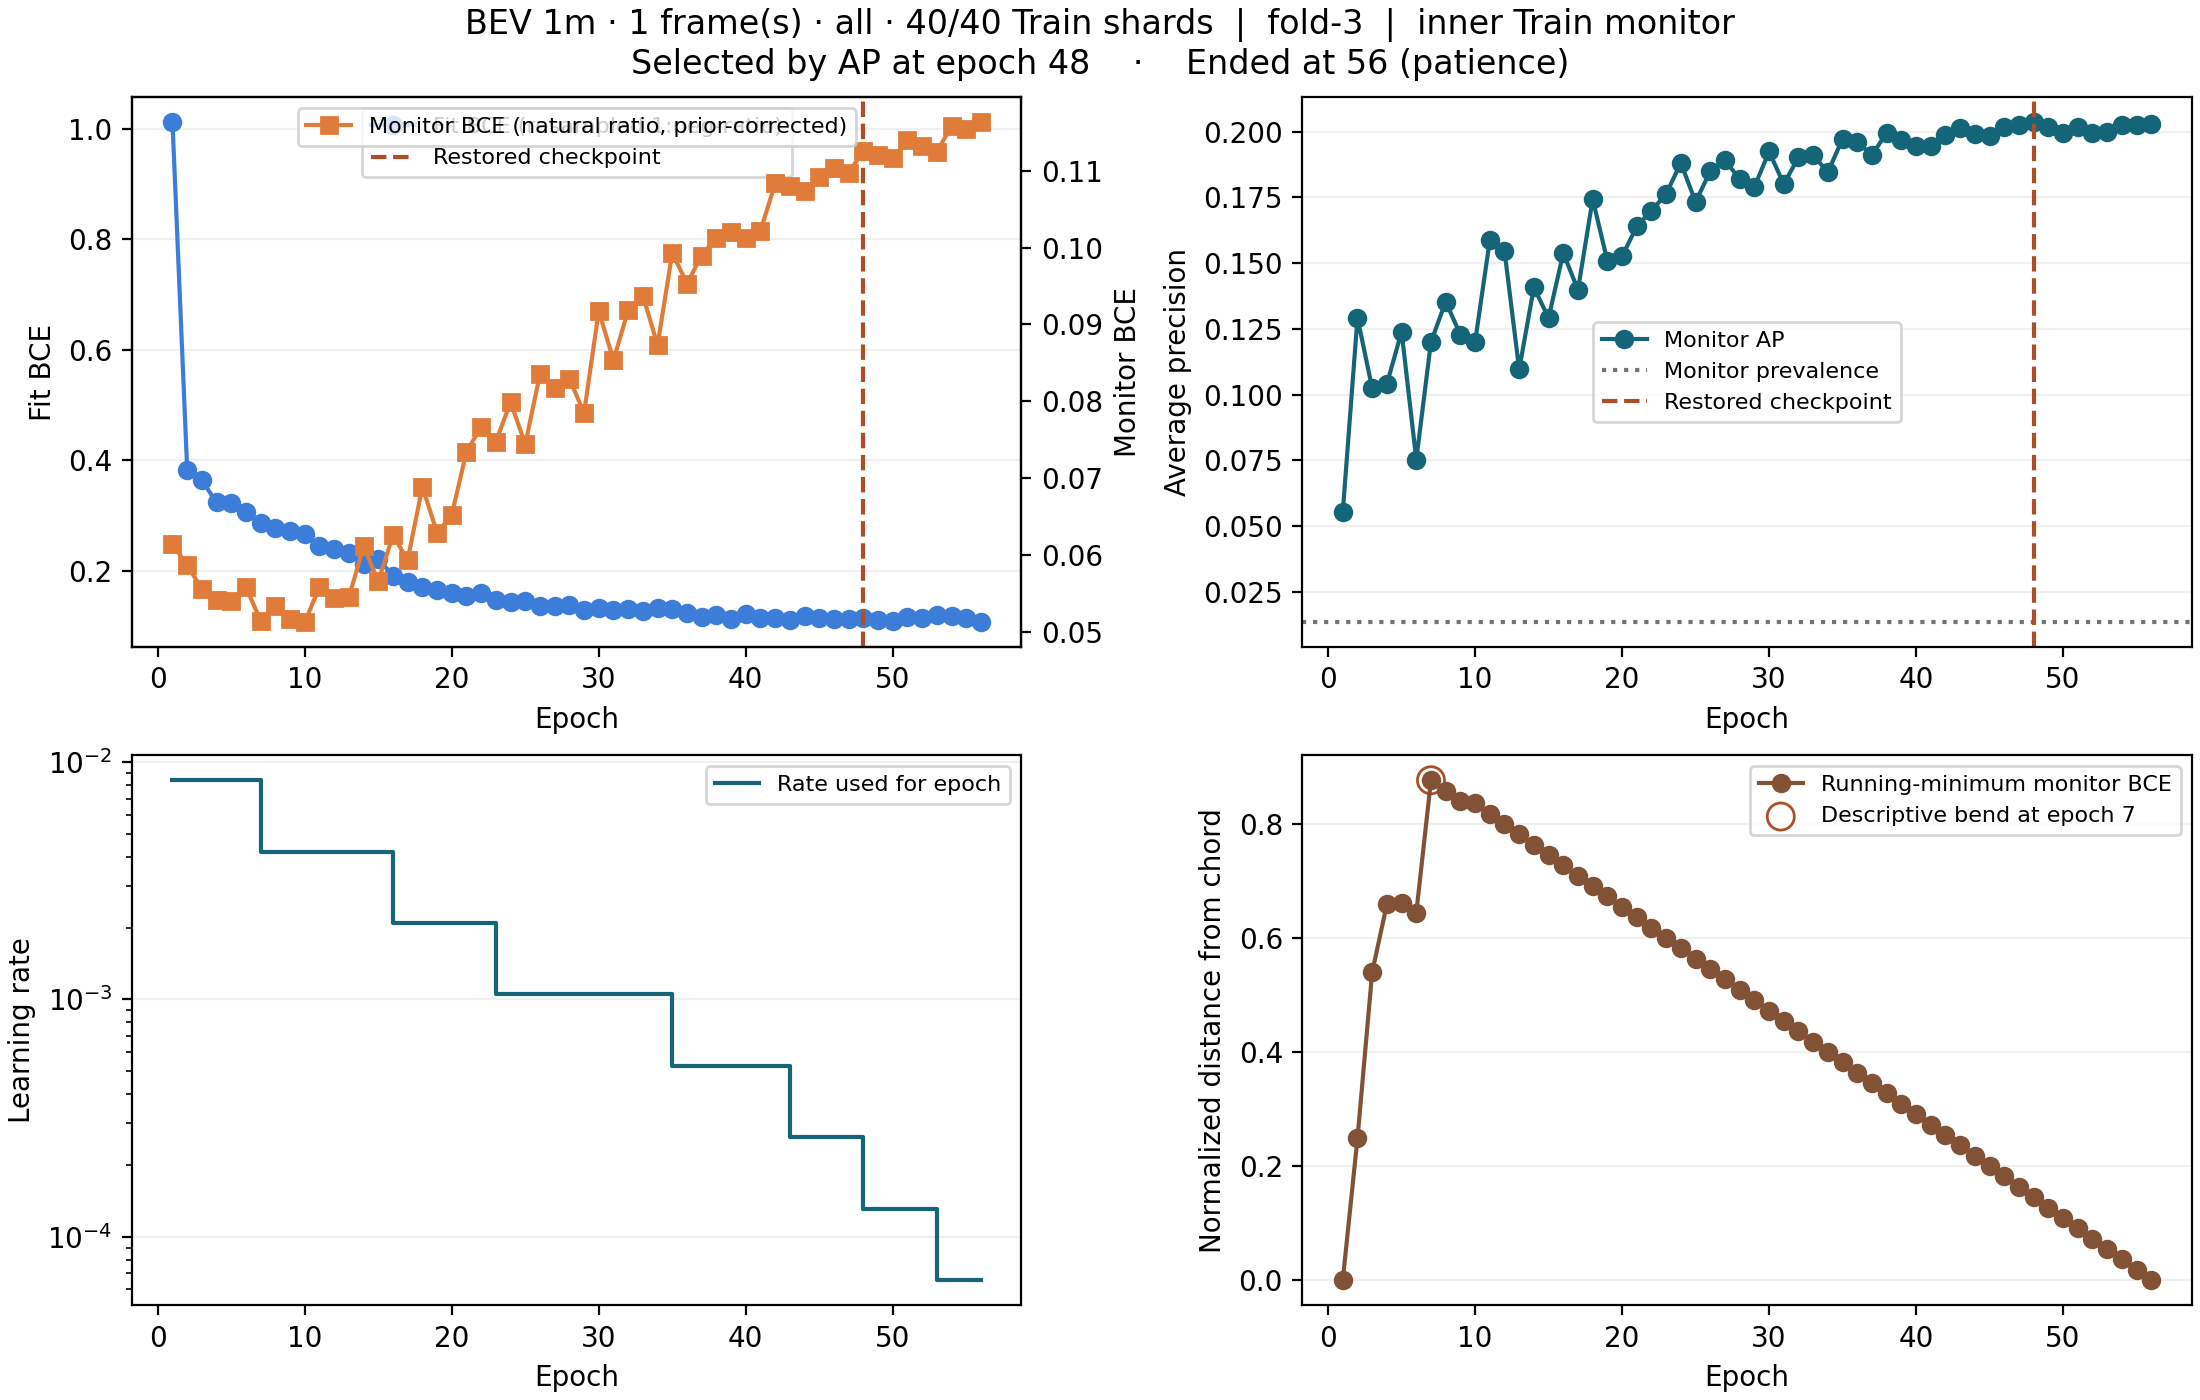 BEV 1m · 1 frame(s) · all · 40/40 Train shards | fold-3 | inner Train monitor
Selected by AP at epoch 48 · Ended at 56 (patience)
Monitor BCE (natural ratio, prior-corrected)
Restored checkpoint
1.0
0.8
0.6
0.4
0.2
Fit BCE
0.11
0.10
0.09
0.08
0.07
0.06
0.05
Monitor BCE
0 10 20 30 40 50
Epoch
0.200
0.175
0.150
0.125
0.100
0.075
0.050
0.025
Average precision
Monitor AP
Monitor prevalence
Restored checkpoint
0 10 20 30 40 50
Epoch
10⁻²
10⁻³
10⁻⁴
Learning rate
Rate used for epoch
0 10 20 30 40 50
Epoch
0.8
0.6
0.4
0.2
0.0
Normalized distance from chord
Running-minimum monitor BCE
Descriptive bend at epoch 7
0 10 20 30 40 50
Epoch